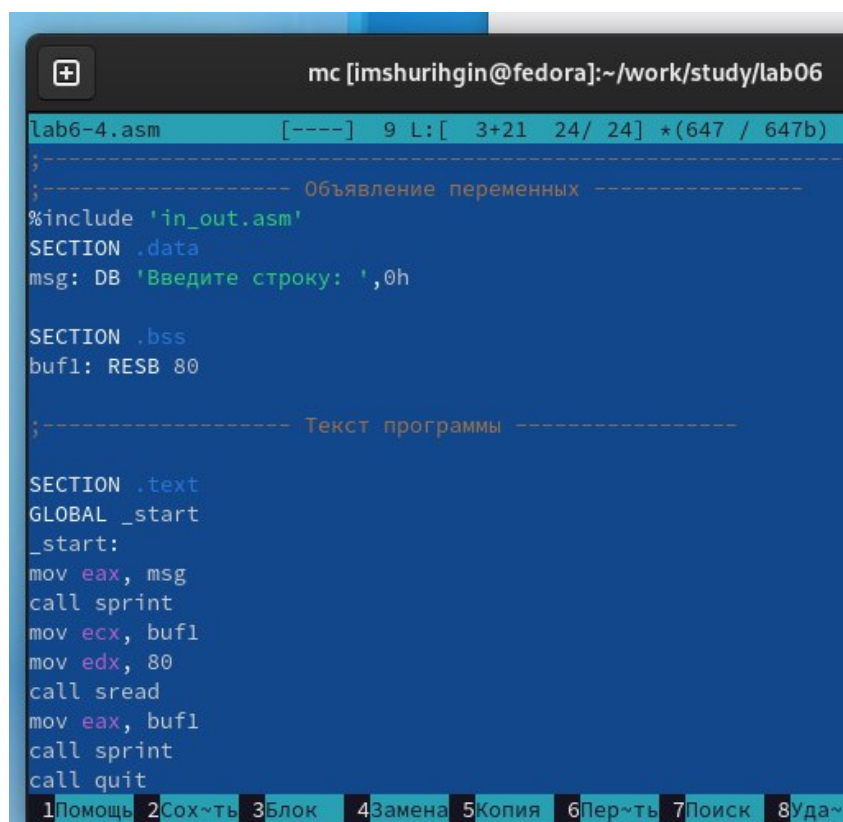 mc [imshurihgin@fedora]:~/work/study/lab06
lab6-4.asm [----] 9 L:[ 3+21 24/ 24] *(647 / 647b)
;------------------------------------------------------------------
;------------------- Объявление переменных ----------------
%include 'in_out.asm'
SECTION .data
msg: DB 'Введите строку: ',0h
SECTION .bss
buf1: RESB 80
;------------------- Текст программы -----------------
SECTION .text
GLOBAL _start
_start:
mov eax, msg
call sprint
mov ecx, buf1
mov edx, 80
call sread
mov eax, buf1
call sprint
call quit
1Помощь 2Сох~ть 3Блок 4Замена 5Копия 6Пер~ть 7Поиск 8Уда~